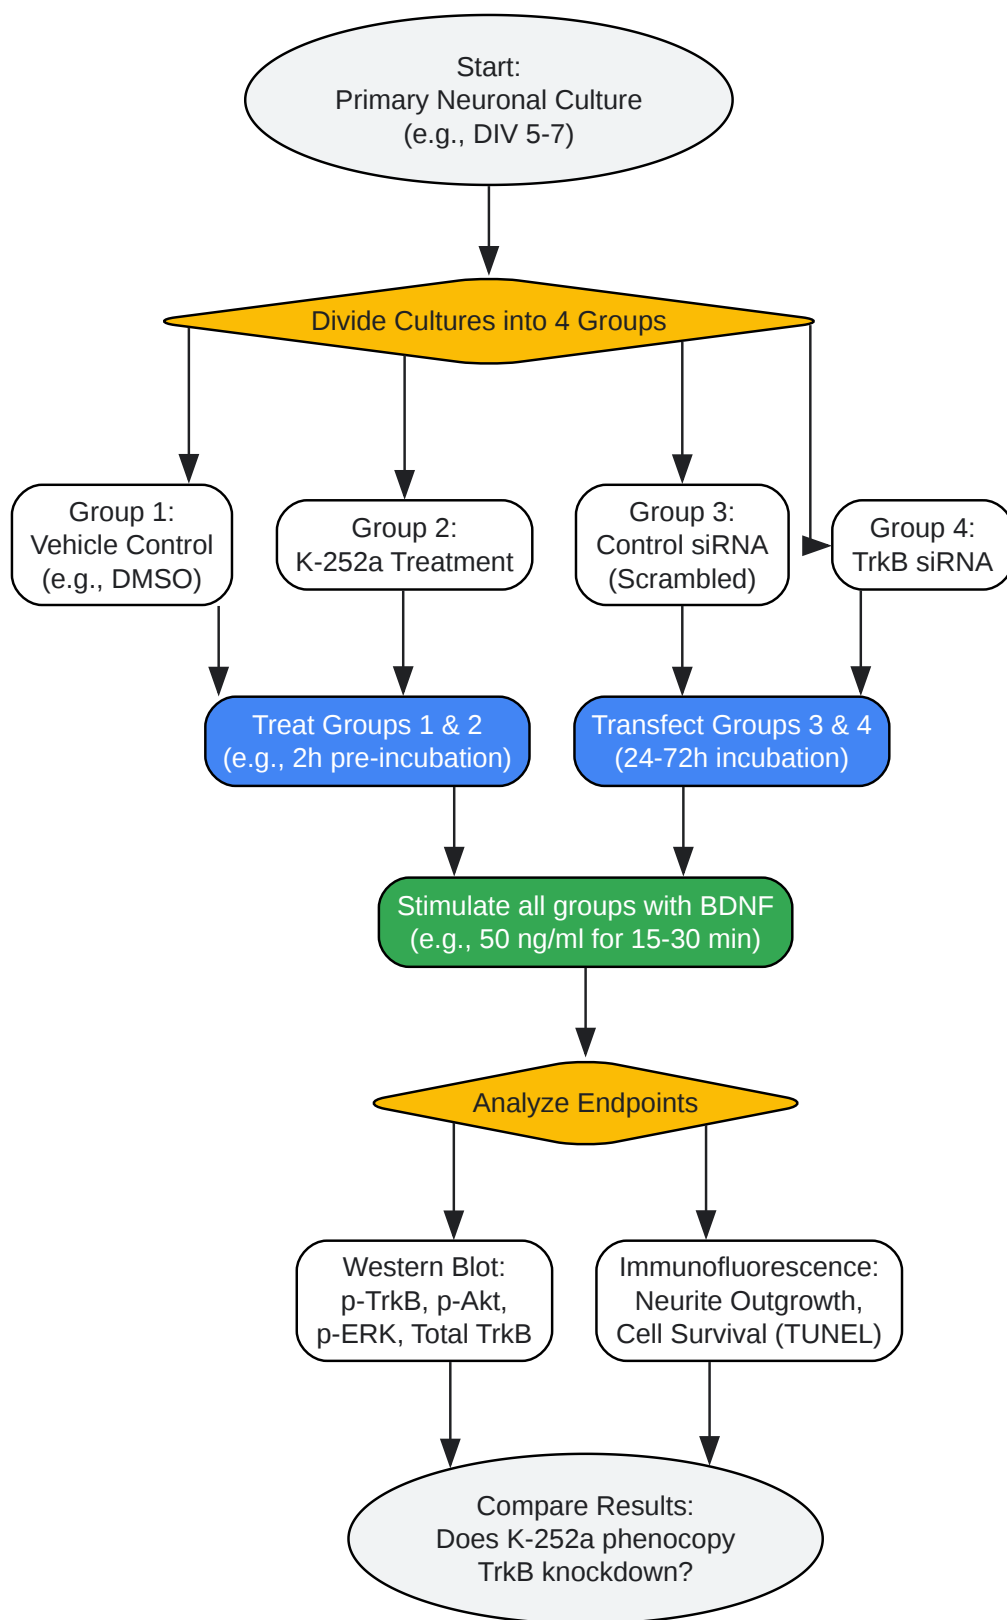 Start:
Primary Neuronal Culture
(e.g., DIV 5-7)
Divide Cultures into 4 Groups
Group 1:
Vehicle Control
(e.g., DMSO)
Group 2:
K-252a Treatment
Group 3:
Control siRNA
(Scrambled)
Group 4:
TrkB siRNA
Treat Groups 1 & 2
(e.g., 2h pre-incubation)
Transfect Groups 3 & 4
(24-72h incubation)
Stimulate all groups with BDNF
(e.g., 50 ng/ml for 15-30 min)
Analyze Endpoints
Western Blot:
p-TrkB, p-Akt,
p-ERK, Total TrkB
Immunofluorescence:
Neurite Outgrowth,
Cell Survival (TUNEL)
Compare Results:
Does K-252a phenocopy
TrkB knockdown?